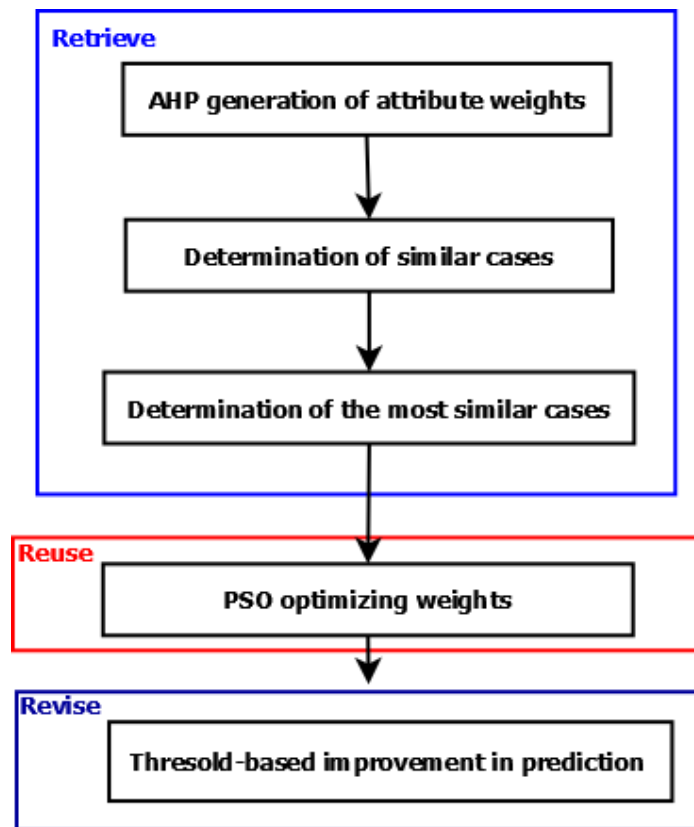 Retrieve
AHP generation of attribute weights
Determination of similar cases
Determination of the most similar cases
Reuse
PSO optimizing weights
Revise
Thresold-based improvement in prediction